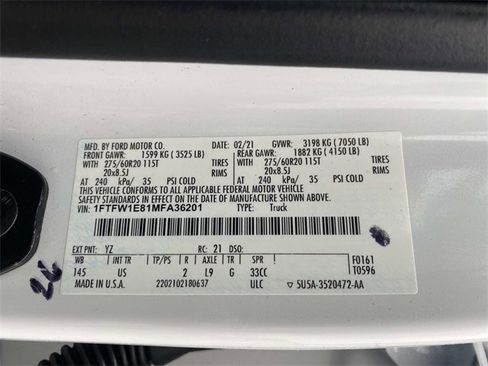 MFD. BY FORD MOTOR CO. 02/21 GVWR: 3198 KG (7050 LB)
FRONT GAWR: 1599 KG (3525 LB) REAR GAWR: 1882 KG (4150 LB)
WITH 275/60R20 115T TIRES WITH 275/60R20 115T TIRES
20x8.5J RIMS 20x8.5J RIMS
AT 240 kPa/ 35 PSI COLD AT 240 kPa/ 35 PSI COLD
THIS VEHICLE CONFORMS TO ALL APPLICABLE FEDERAL MOTOR VEHICLE
SAFETY STANDARDS IN EFFECT ON THE DATE OF MANUFACTURE SHOWN ABOVE.
VIN: 1FTFW1E81MFA36201 TYPE: Truck
EXT PNT: YZ RC: 21 DSO:
WB INT TR TP/PS R AXLE TR SPR F0161
145 US 2 L9 G 33CC T0596
MADE IN U.S.A. 2202102180637 ULC 5U5A-3520472-AA
26